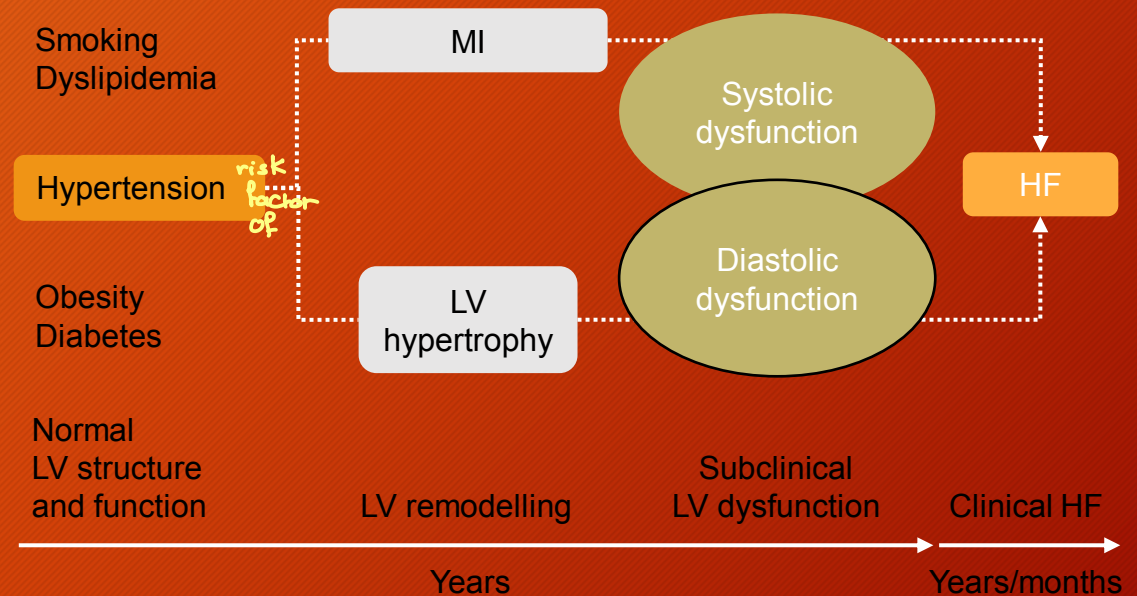 Smoking
Dyslipidemia
MI
Systolic
dysfunction
Hypertension
risk
factor
of
HF
Obesity
Diabetes
LV
hypertrophy
Diastolic
dysfunction
Normal
LV structure
and function
LV remodelling
Subclinical
LV dysfunction
Clinical HF
Years
Years/months